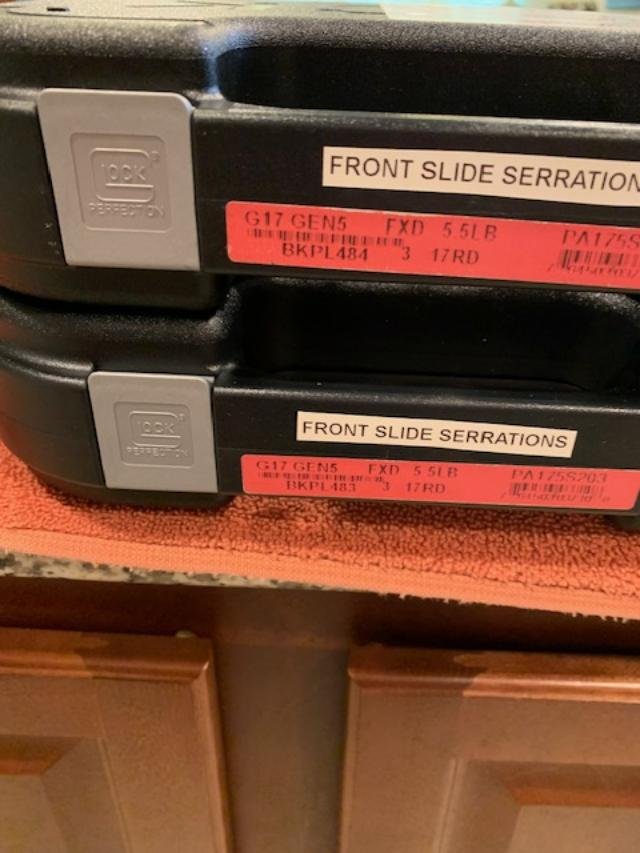 GLOCK
PERFECTION
FRONT SLIDE SERRATION
G17 GEN5 FXD 5.5LB PA175S
BKPL484 3 17RD
GLOCK
PERFECTION
FRONT SLIDE SERRATIONS
G17 GEN5 FXD 5.5LB PA175S203
BKPL483 3 17RD